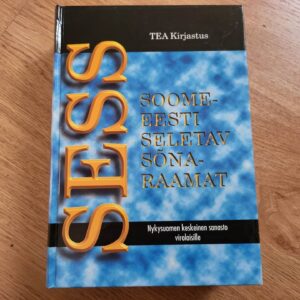 TEA Kirjastus
SESS
SOOME-
EESTI
SELETAV
SÕNA-
RAAMAT
Nykysuomen keskeinen sanasto
virolaisille